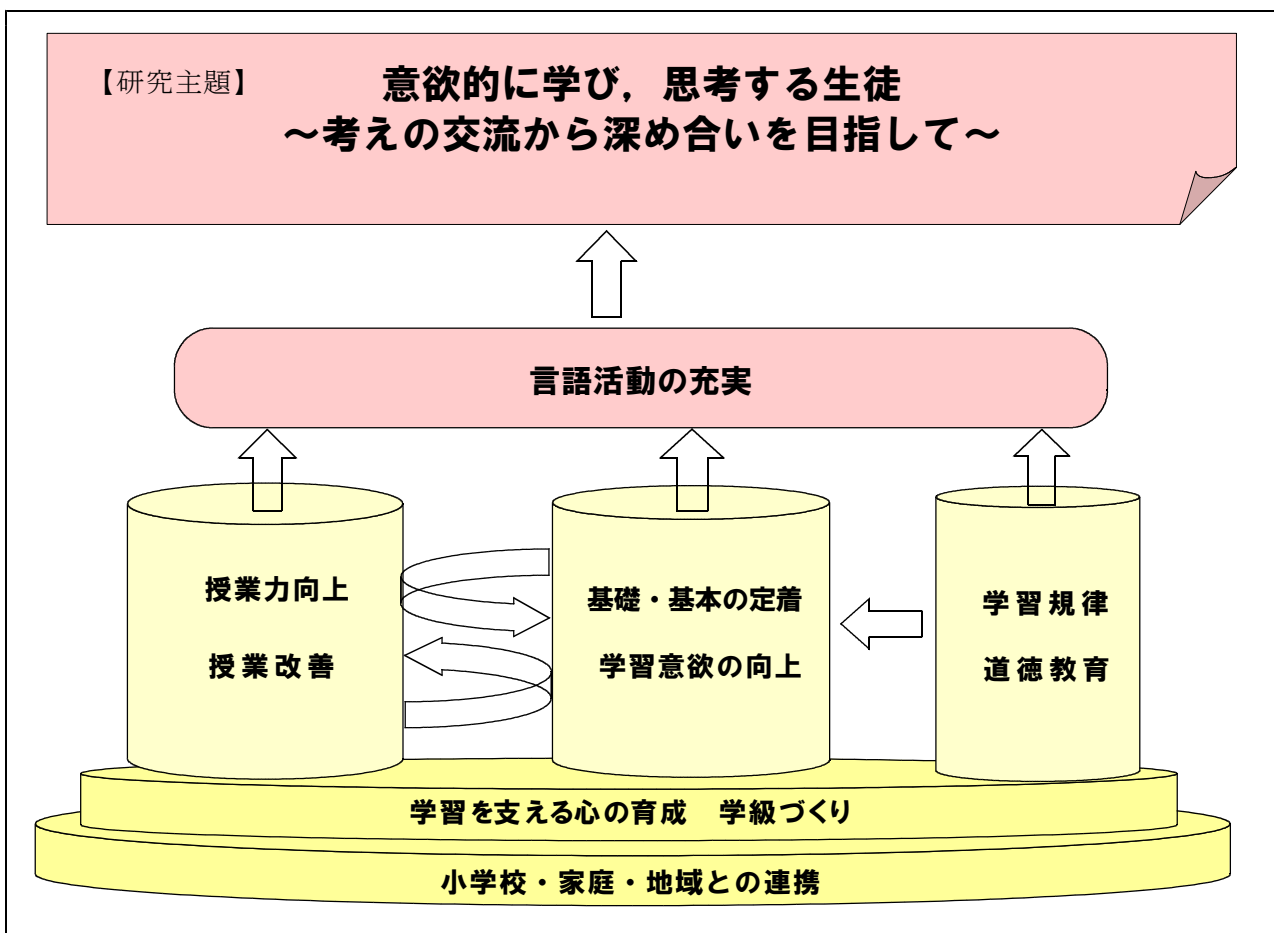 【研究主題】 意欲的に学び，思考する生徒
～考えの交流から深め合いを目指して～
言語活動の充実
授業力向上
授業改善
基礎・基本の定着
学習意欲の向上
学習規律
道徳教育
学習を支える心の育成　学級づくり
小学校・家庭・地域との連携